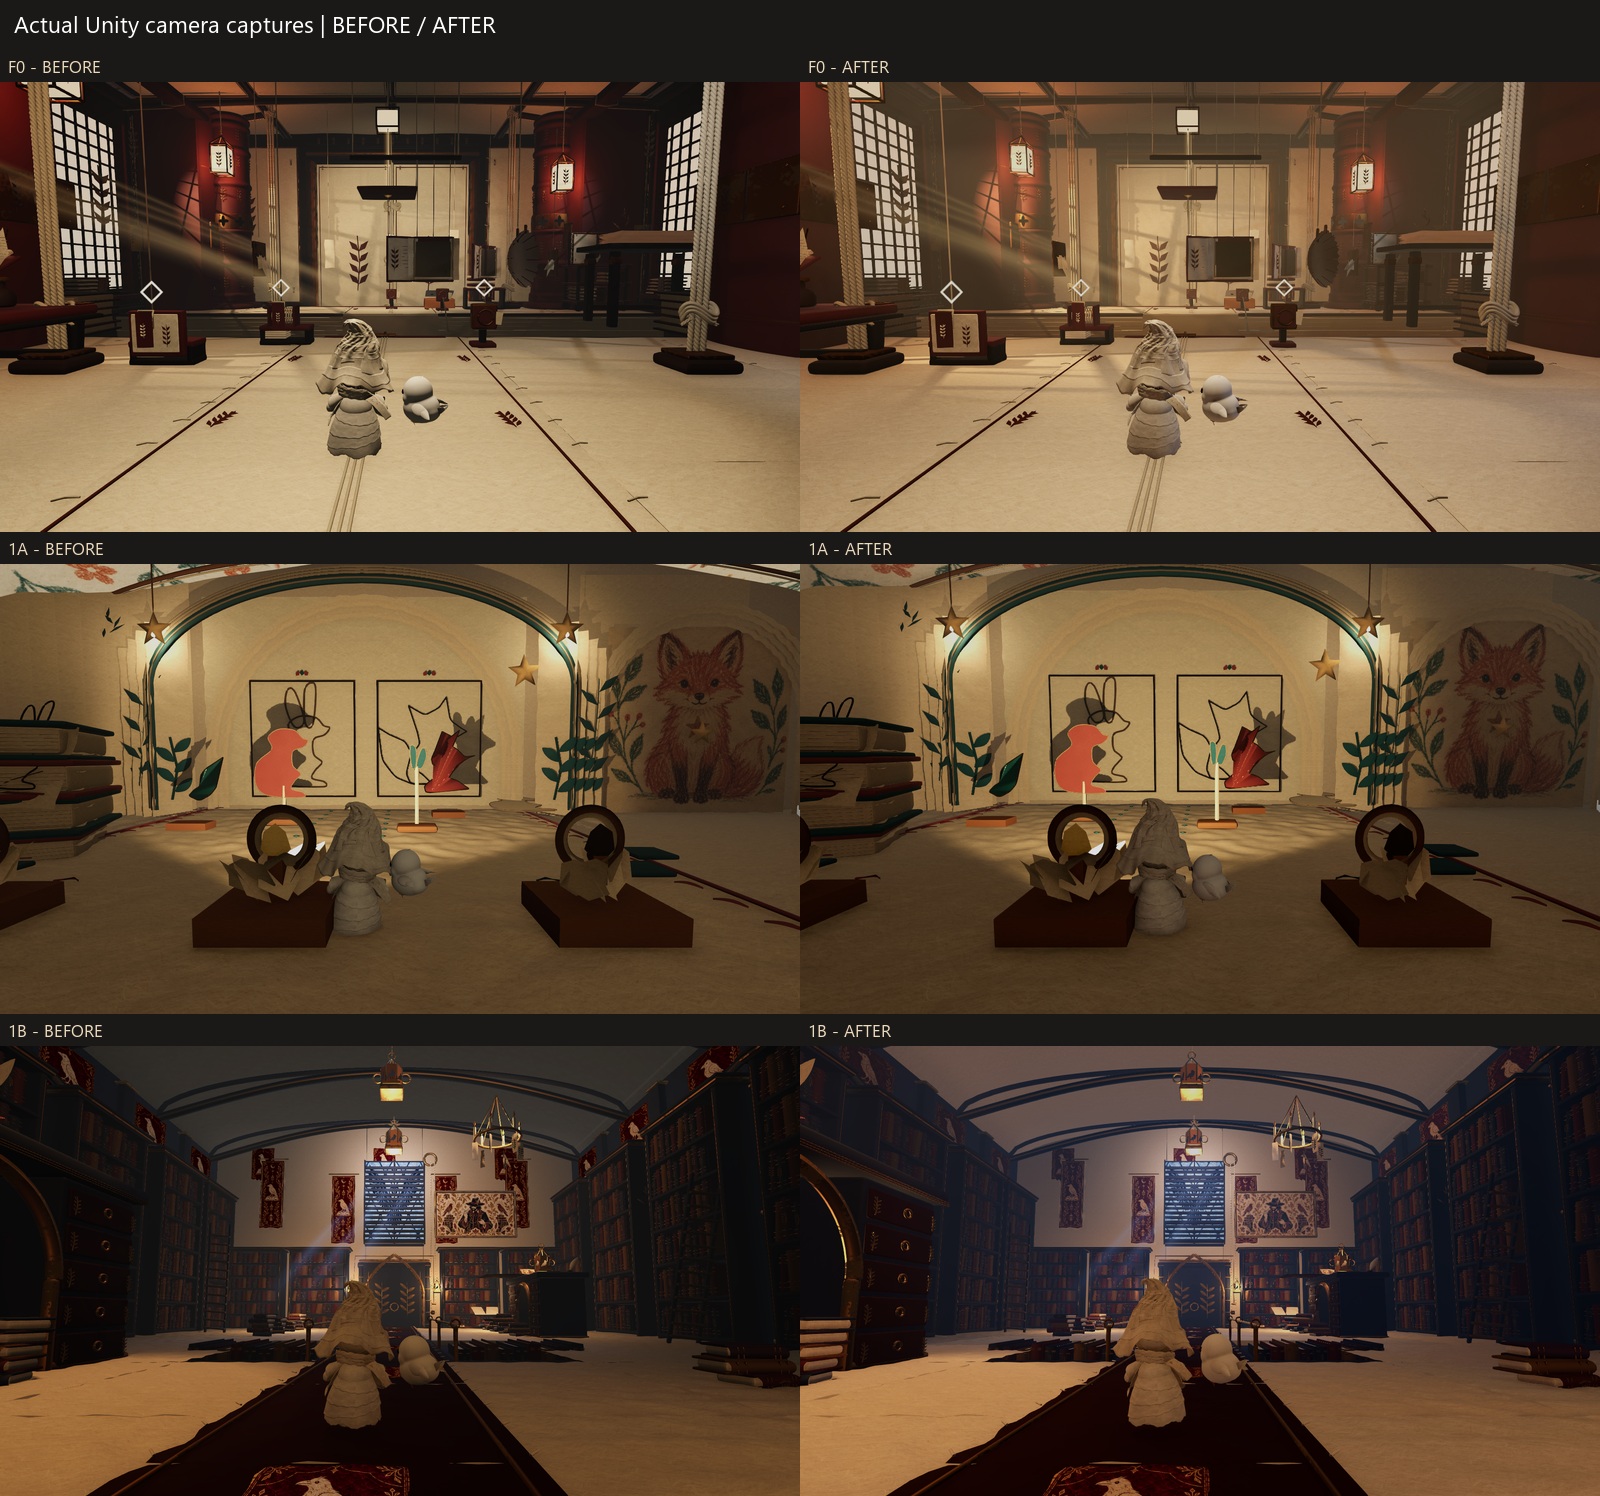 Actual Unity camera captures | BEFORE / AFTER
F0 - BEFORE
F0 - AFTER
1A - BEFORE
1A - AFTER
1B - BEFORE
1B - AFTER